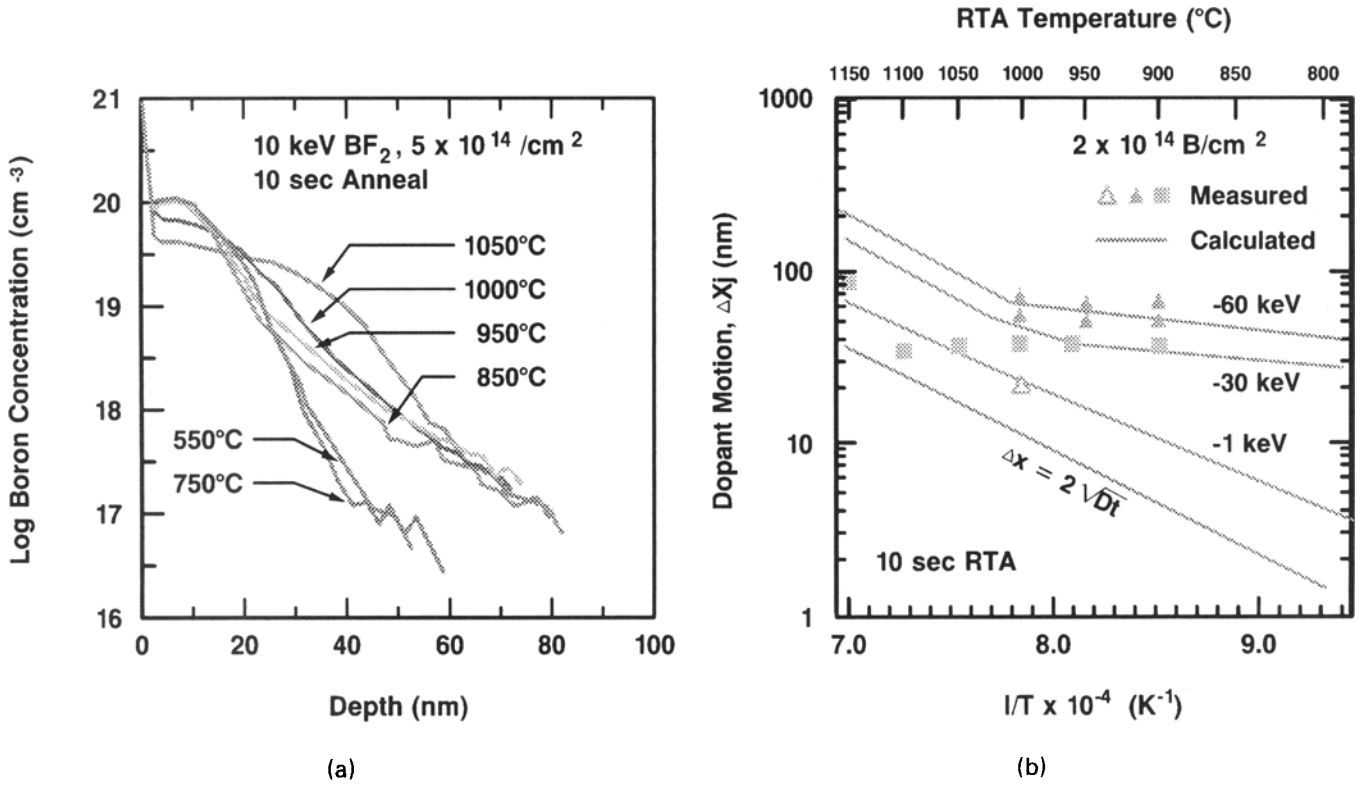 Log Boron Concentration (cm -3)
21
20
19
18
17
16
10 keV BF2, 5 x 10 14 /cm 2
10 sec Anneal
1050°C
1000°C
950°C
850°C
550°C
750°C
0 20 40 60 80 100
Depth (nm)
(a)
RTA Temperature (°C)
1150 1100 1050 1000 950 900 850 800
Dopant Motion, △Xj (nm)
1000
100
10
1
2 x 10 14 B/cm 2
Measured
Calculated
-60 keV
-30 keV
-1 keV
△x = 2 √Dt
10 sec RTA
7.0 8.0 9.0
I/T x 10-4 (K-1)
(b)